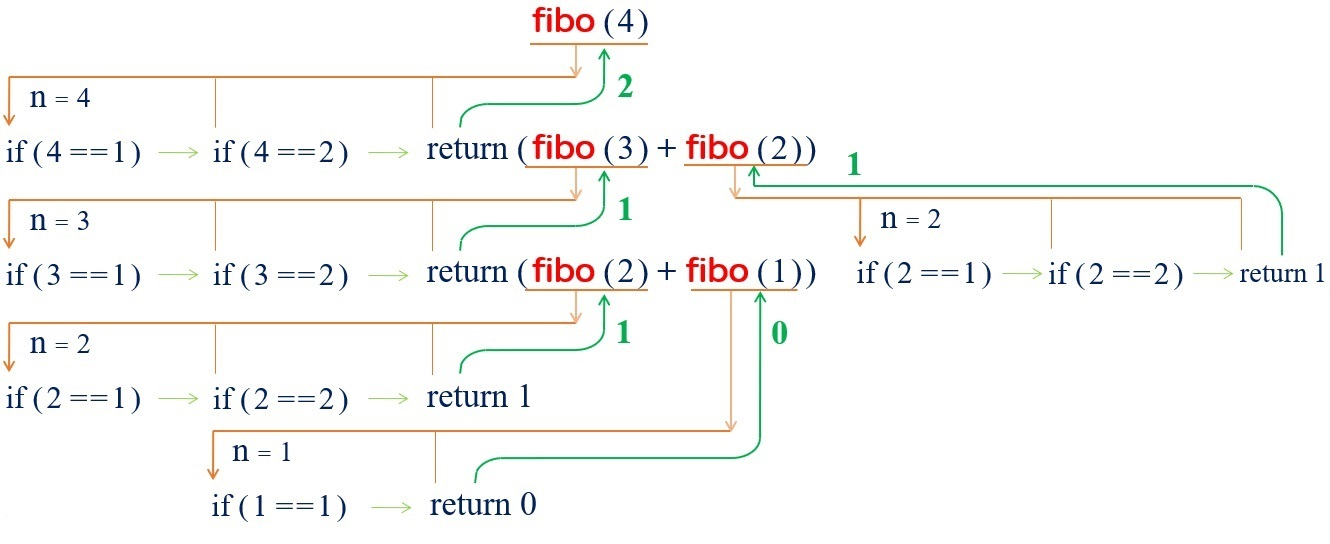 fibo (4)
2
n = 4
if (4 ==1) → if (4 ==2) → return (fibo (3) + fibo (2))
1
1
n = 3
n = 2
if (3 ==1) → if (3 ==2) → return (fibo (2) + fibo (1))
if (2 ==1) → if (2 ==2) → return 1
1
0
n = 2
if (2 ==1) → if (2 ==2) → return 1
n = 1
if (1 ==1) → return 0